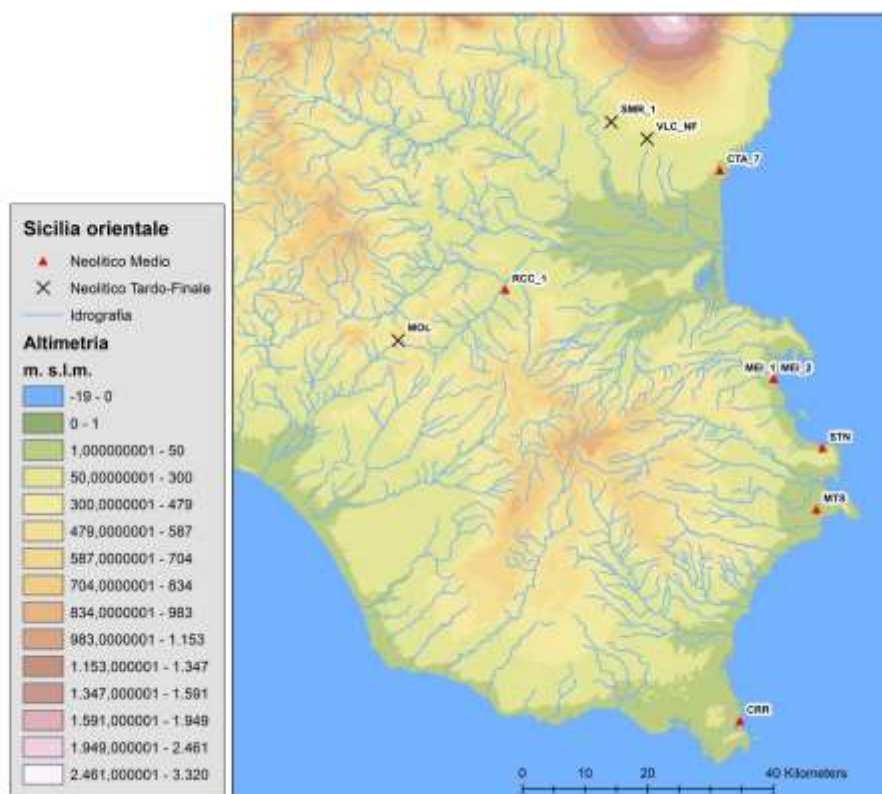 Sicilia orientale
Neolitico Medio
Neolitico Tardo-Finale
Idrografia
Altimetria
m. s.l.m.
-19 - 0
0 - 1
1,000000001 - 50
50,00000001 - 300
300,0000001 - 479
479,0000001 - 587
587,0000001 - 704
704,0000001 - 834
834,0000001 - 983
983,0000001 - 1.153
1.153,000001 - 1.347
1.347,000001 - 1.591
1.591,000001 - 1.949
1.949,000001 - 2.461
2.461,000001 - 3.320
SMR_1
VLC_NF
CTA_7
RCC_1
MOL
MEI_1 MEI_2
STN
MTS
CRR
0 10 20 40 Kilometers